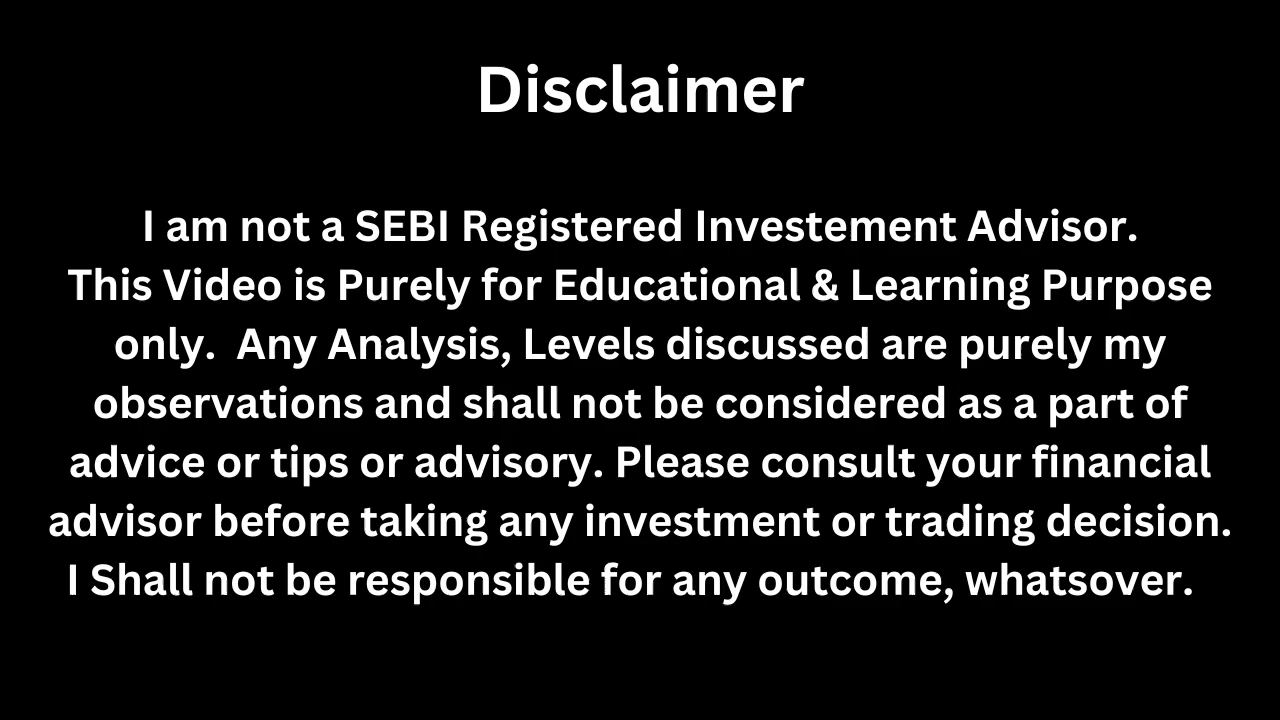 Disclaimer
I am not a SEBI Registered Investement Advisor.
This Video is Purely for Educational & Learning Purpose
only.  Any Analysis, Levels discussed are purely my
observations and shall not be considered as a part of
advice or tips or advisory. Please consult your financial
advisor before taking any investment or trading decision.
I Shall not be responsible for any outcome, whatsover.